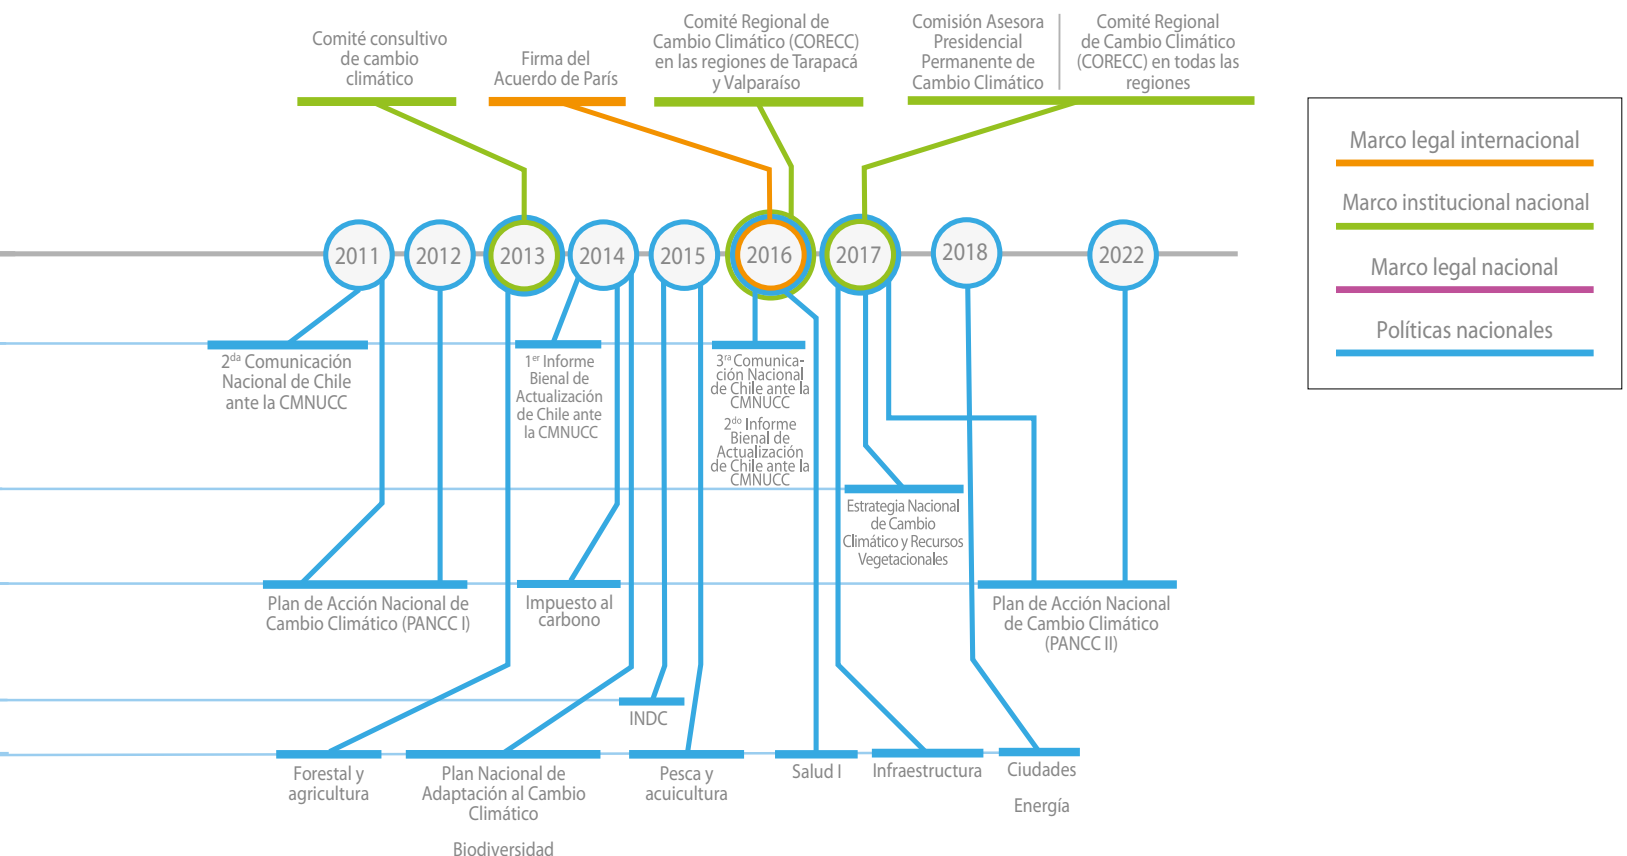 Comité consultivo
de cambio
climático
Firma del
Acuerdo de París
Comité Regional de
Cambio Climático (CORECC)
en las regiones de Tarapacá
y Valparaíso
Comisión Asesora
Presidencial
Permanente de
Cambio Climático
Comité Regional
de Cambio Climático
(CORECC) en todas las
regiones
Marco legal internacional
Marco institucional nacional
Marco legal nacional
Políticas nacionales
2011
2012
2013
2014
2015
2016
2017
2018
2022
2da Comunicación
Nacional de Chile
ante la CMNUCC
1er Informe
Bienal de
Actualización
de Chile ante
la CMNUCC
3ra Comunica-
ción Nacional
de Chile ante la
CMNUCC
2do Informe
Bienal de
Actualización
de Chile ante la
CMNUCC
Estrategia Nacional
de Cambio
Climático y Recursos
Vegetacionales
Plan de Acción Nacional de
Cambio Climático (PANCC I)
Impuesto al
carbono
Plan de Acción Nacional
de Cambio Climático
(PANCC II)
INDC
Forestal y
agricultura
Plan Nacional de
Adaptación al Cambio
Climático
Biodiversidad
Pesca y
acuicultura
Salud I
Infraestructura
Ciudades
Energía